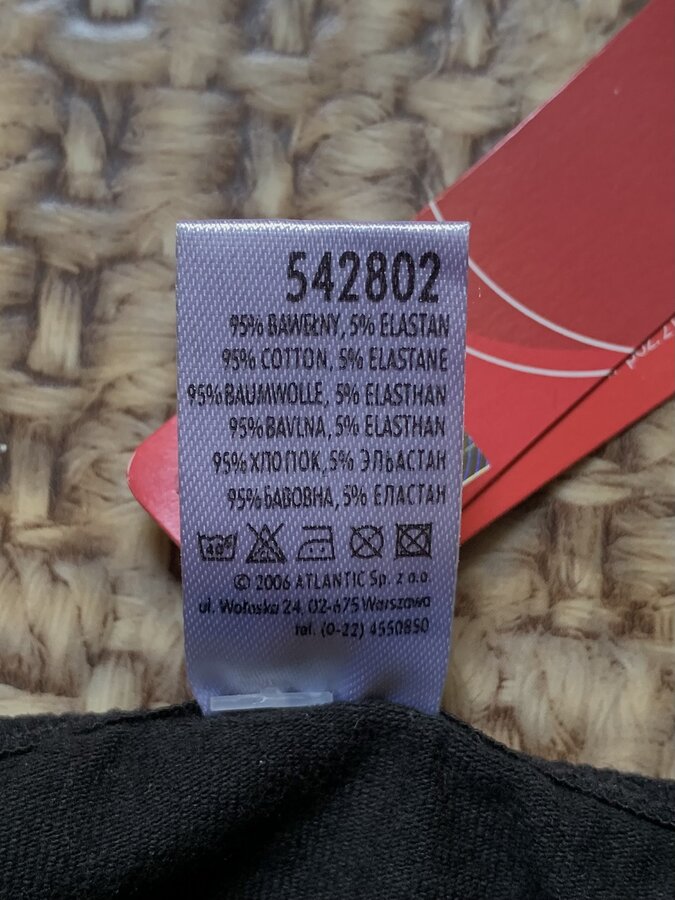 542802
95% BAWEŁNY, 5% ELASTAN
95% COTTON, 5% ELASTANE
95% BAUMWOLLE, 5% ELASTHAN
95% BAVLNA, 5% ELASTHAN
95% ХЛОПОК, 5% ЭЛЬАСТАН
95% БАВОВНА, 5% ЕЛАСТАН
40°
© 2006 ATLANTIC Sp. z o.o.
ul. Wołoska 24, 02-675 Warszawa
tel. (0-22) 4550850